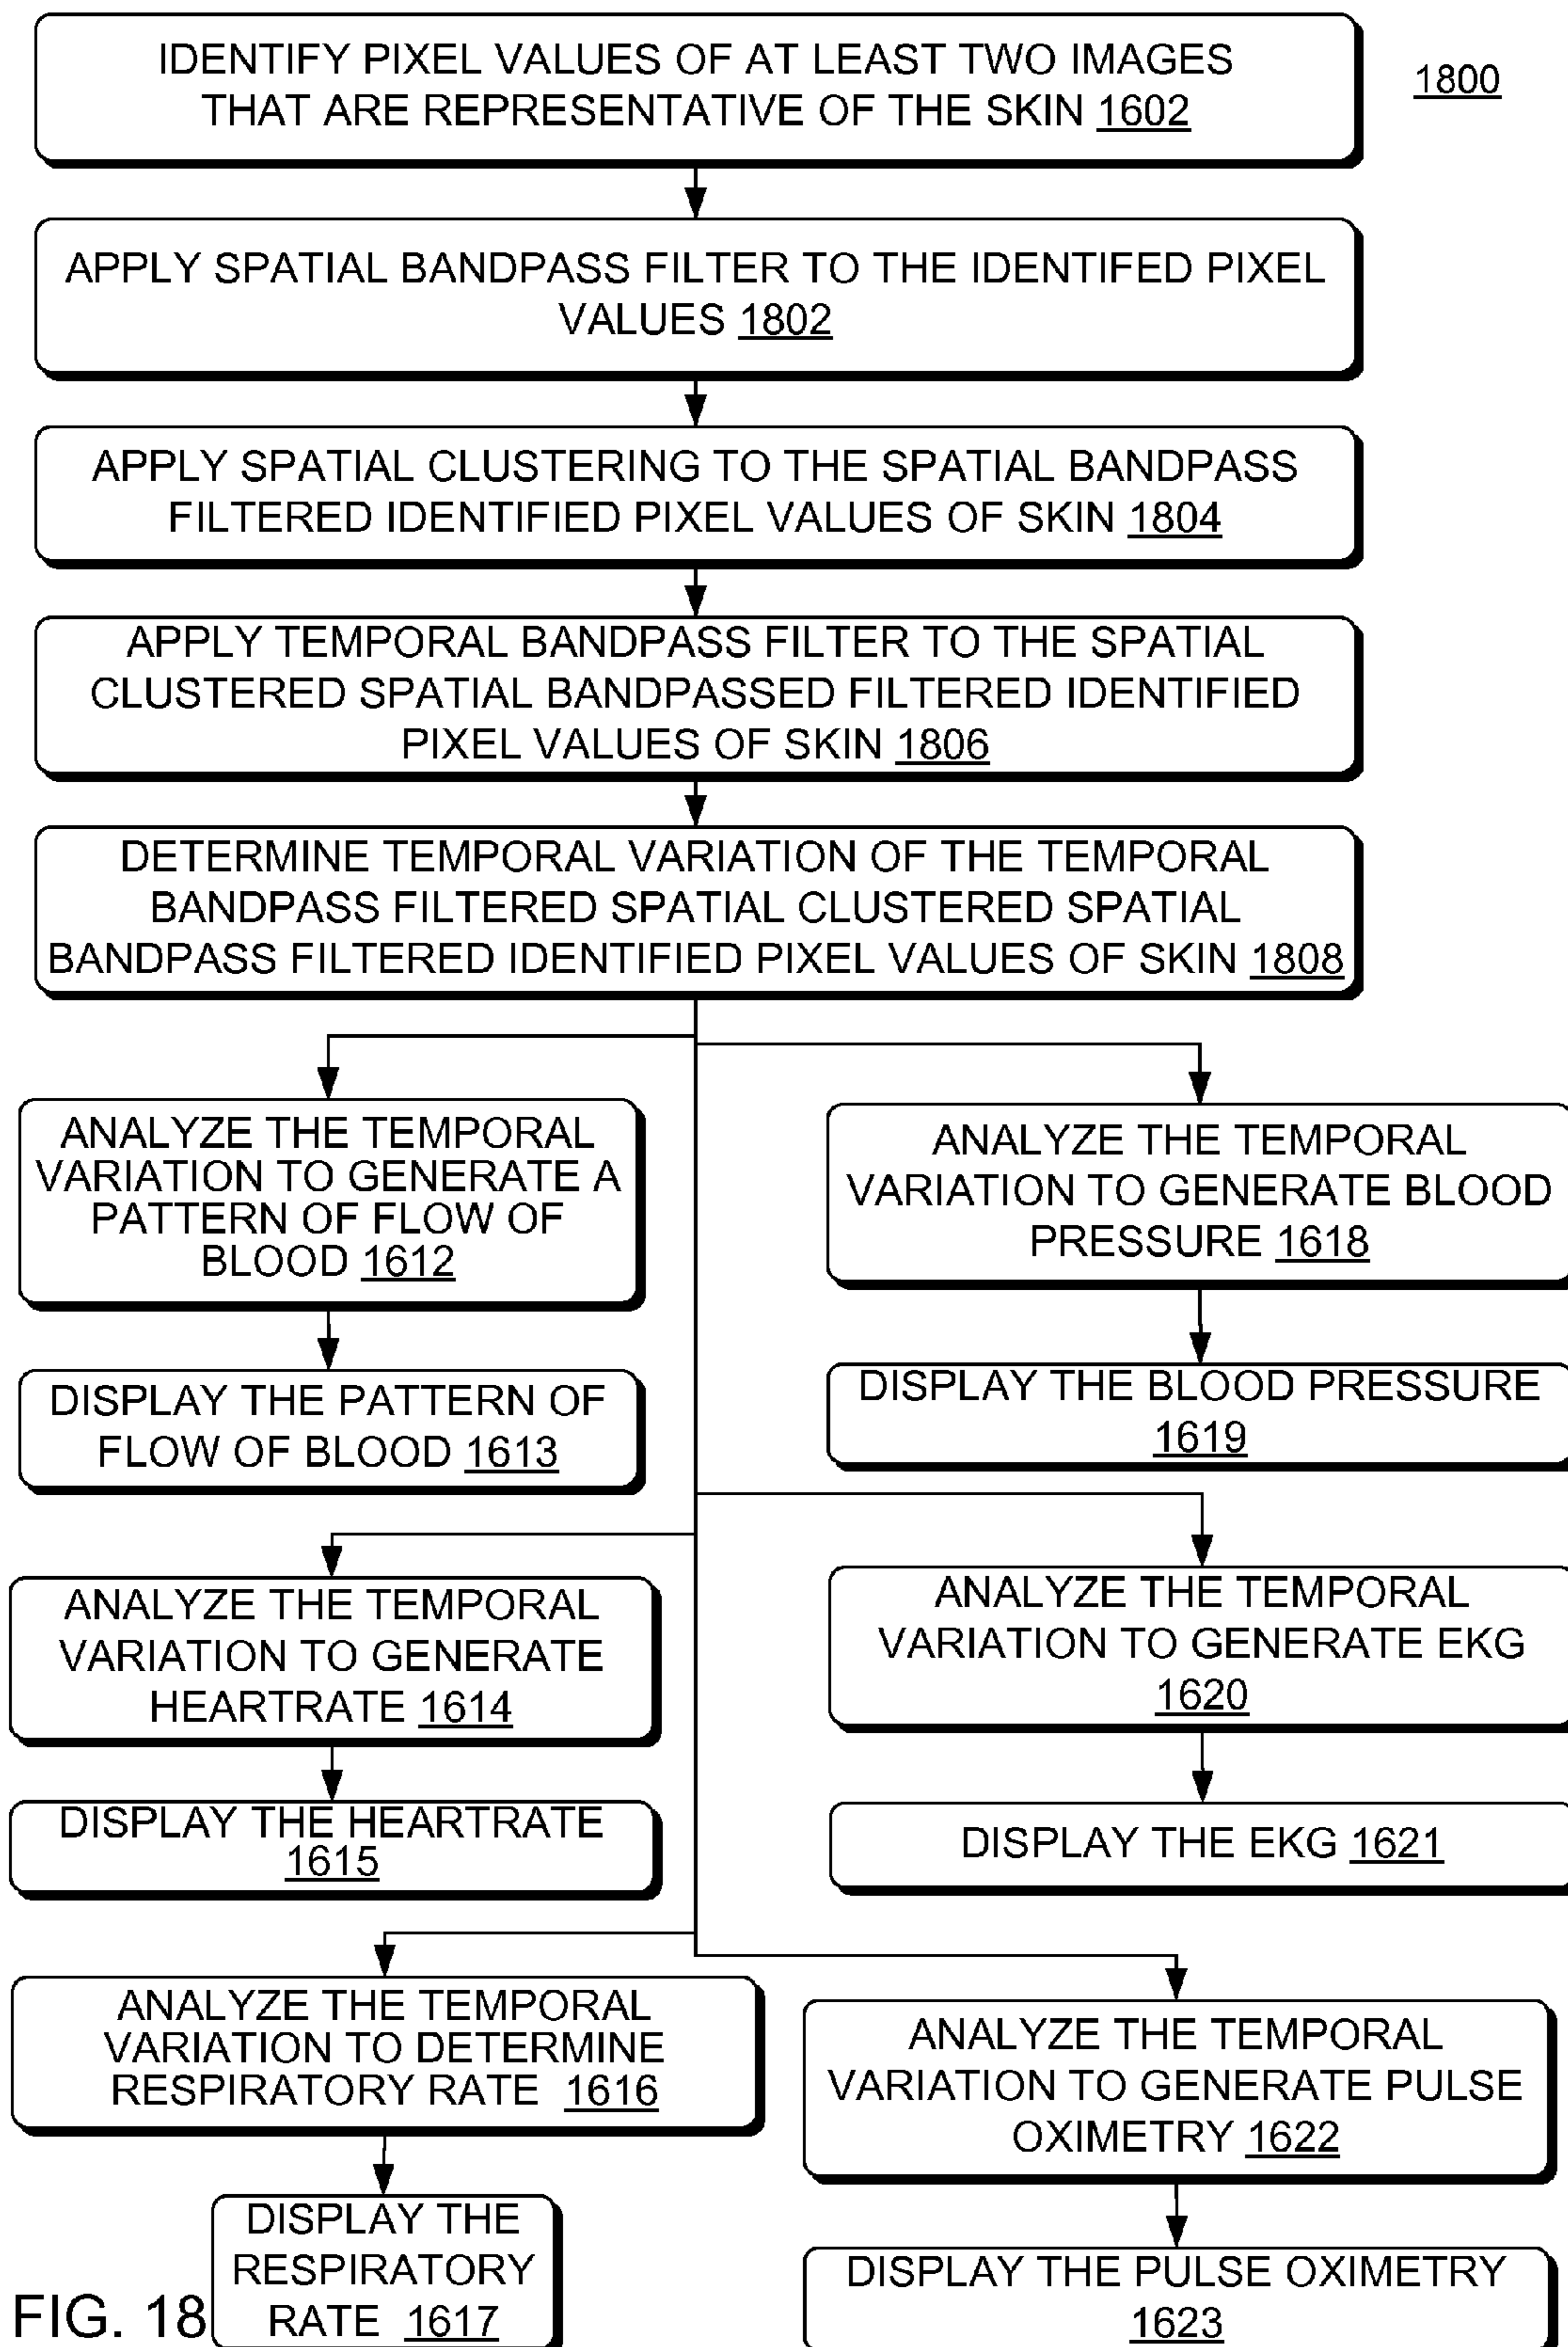 IDENTIFY PIXEL VALUES OF AT LEAST TWO IMAGES
THAT ARE REPRESENTATIVE OF THE SKIN 1602
1800
APPLY SPATIAL BANDPASS FILTER TO THE IDENTIFED PIXEL
VALUES 1802
APPLY SPATIAL CLUSTERING TO THE SPATIAL BANDPASS
FILTERED IDENTIFIED PIXEL VALUES OF SKIN 1804
APPLY TEMPORAL BANDPASS FILTER TO THE SPATIAL
CLUSTERED SPATIAL BANDPASSED FILTERED IDENTIFIED
PIXEL VALUES OF SKIN 1806
DETERMINE TEMPORAL VARIATION OF THE TEMPORAL
BANDPASS FILTERED SPATIAL CLUSTERED SPATIAL
BANDPASS FILTERED IDENTIFIED PIXEL VALUES OF SKIN 1808
ANALYZE THE TEMPORAL
VARIATION TO GENERATE A
PATTERN OF FLOW OF
BLOOD 1612
ANALYZE THE TEMPORAL
VARIATION TO GENERATE BLOOD
PRESSURE 1618
DISPLAY THE PATTERN OF
FLOW OF BLOOD 1613
DISPLAY THE BLOOD PRESSURE
1619
ANALYZE THE TEMPORAL
VARIATION TO GENERATE
HEARTRATE 1614
ANALYZE THE TEMPORAL
VARIATION TO GENERATE EKG
1620
DISPLAY THE HEARTRATE
1615
DISPLAY THE EKG 1621
ANALYZE THE TEMPORAL
VARIATION TO DETERMINE
RESPIRATORY RATE 1616
ANALYZE THE TEMPORAL
VARIATION TO GENERATE PULSE
OXIMETRY 1622
DISPLAY THE
RESPIRATORY
RATE 1617
DISPLAY THE PULSE OXIMETRY
1623
FIG. 18